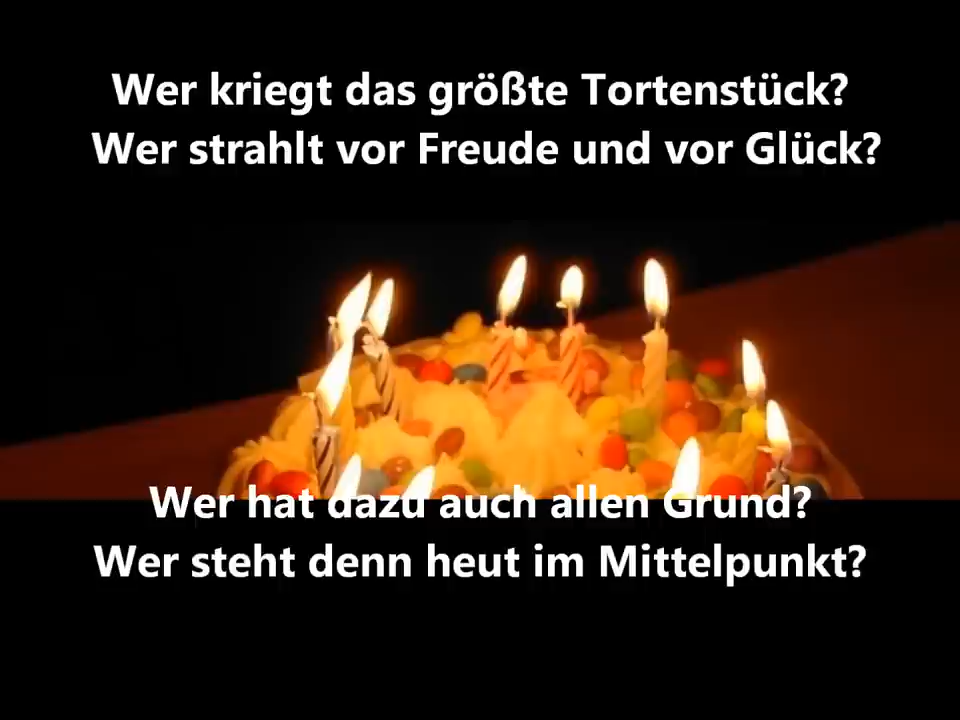 Wer kriegt das größte Tortenstück?
Wer strahlt vor Freude und vor Glück?
Wer hat dazu auch allen Grund?
Wer steht denn heut im Mittelpunkt?